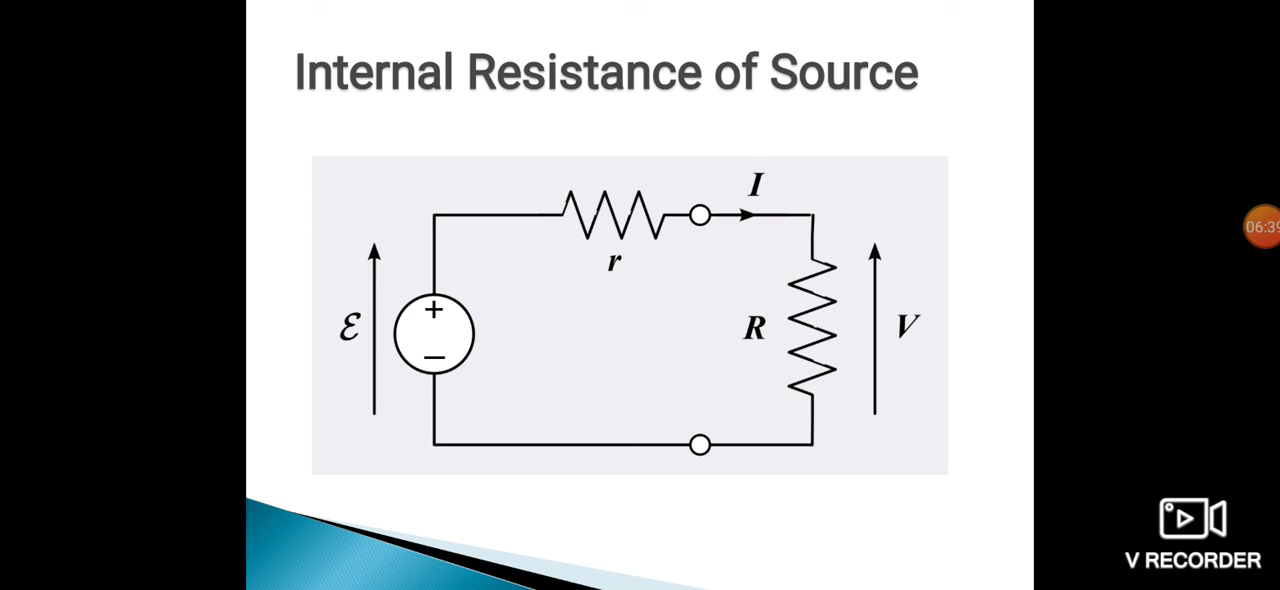 Internal Resistance of Source
I
r
ℰ
+
−
R
V
06:39
V RECORDER